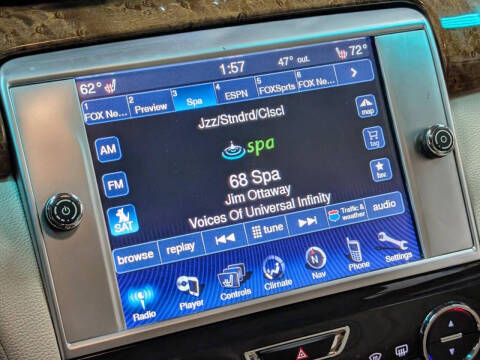 62° 1:57 47° out. 72°
1 FOX Ne... 2 Preview 3 Spa 4 ESPN 5 FOXSprts 6 FOX Ne...
Jzz/Stndrd/Clscl
map
AM
spa
tag
68 Spa
FM
fav.
Jim Ottaway
SAT
Voices Of Universal Infinity
browse replay tune Traffic & weather audio
Radio Player Controls Climate Nav Phone Settings